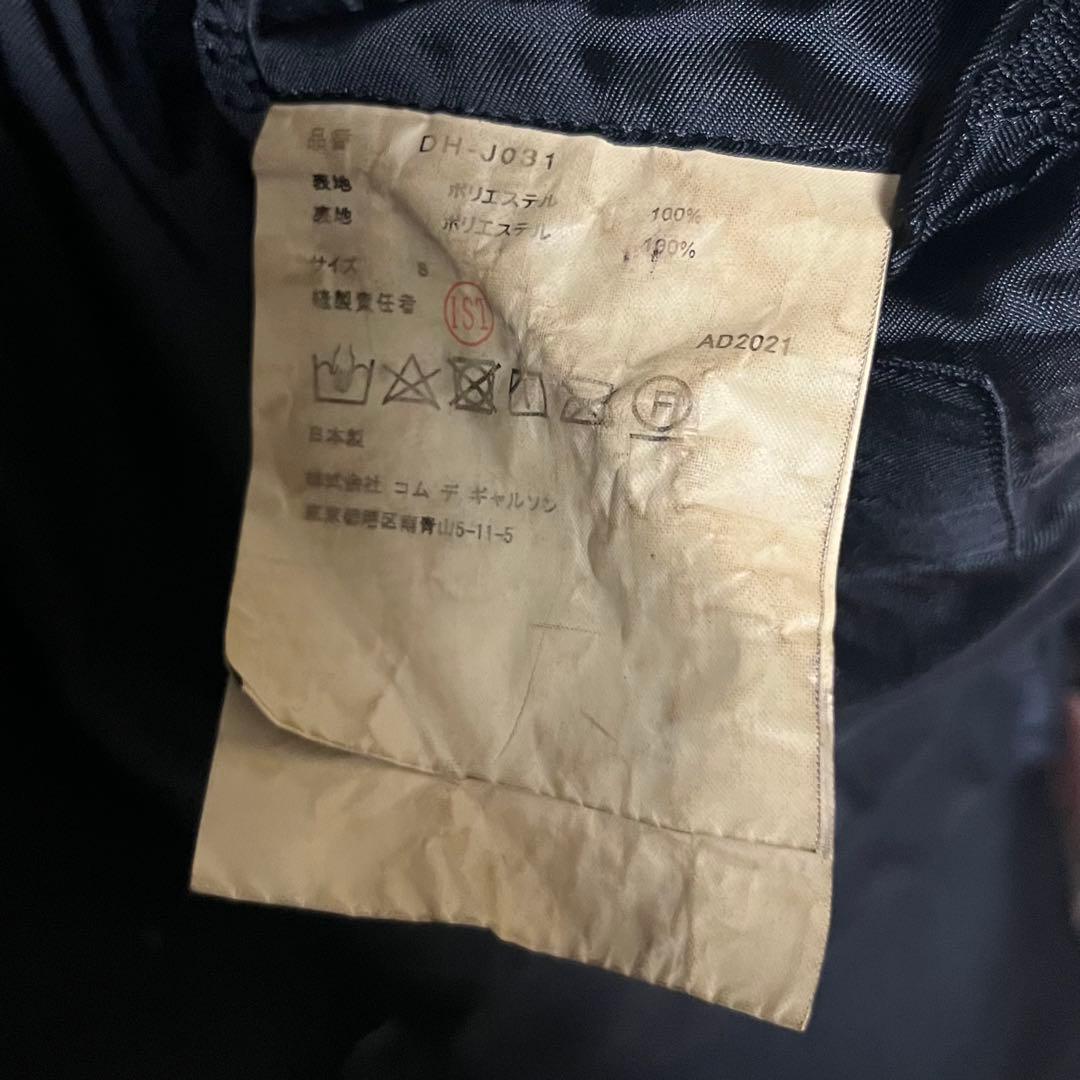 品番 DH-J031
表地 ポリエステル 100%
裏地 ポリエステル 100%
サイズ S
縫製責任者 IST
AD2021
F
日本製
株式会社 コム デ ギャルソン
東京都港区南青山5-11-5